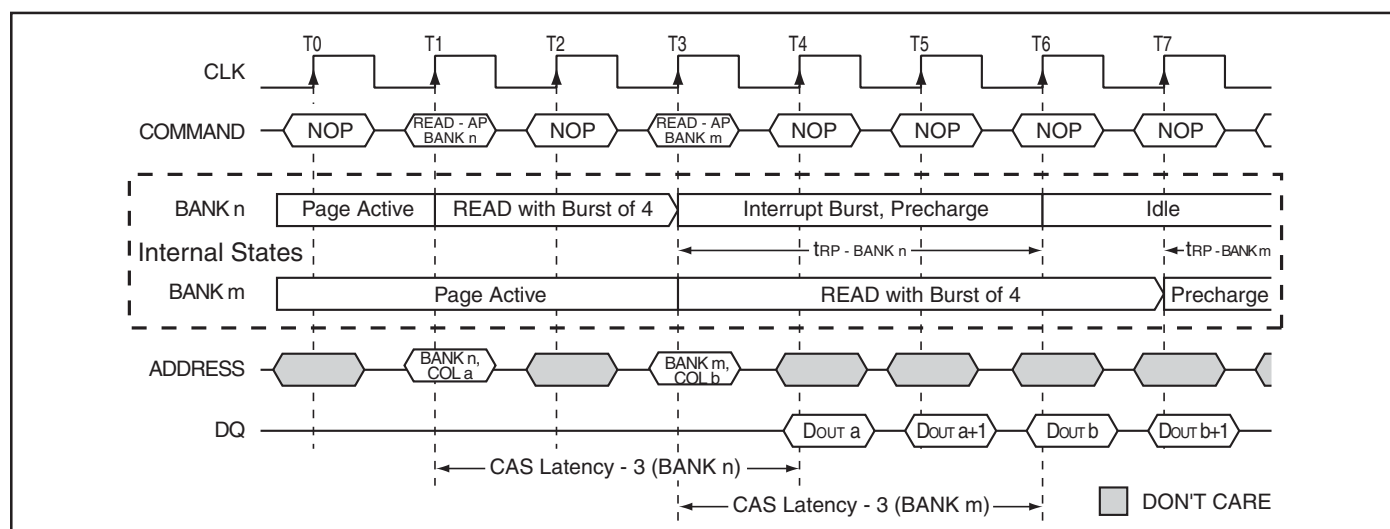 T0 T1 T2 T3 T4 T5 T6 T7
CLK
COMMAND NOP READ - AP BANK n NOP READ - AP BANK m NOP NOP NOP NOP
BANK n Page Active READ with Burst of 4 Interrupt Burst, Precharge Idle
Internal States tRP - BANK n tRP - BANK m
BANK m Page Active READ with Burst of 4 Precharge
ADDRESS BANK n, COL a BANK m, COL b
DQ DOUT a DOUT a+1 DOUT b DOUT b+1
CAS Latency - 3 (BANK n)
CAS Latency - 3 (BANK m) DON'T CARE